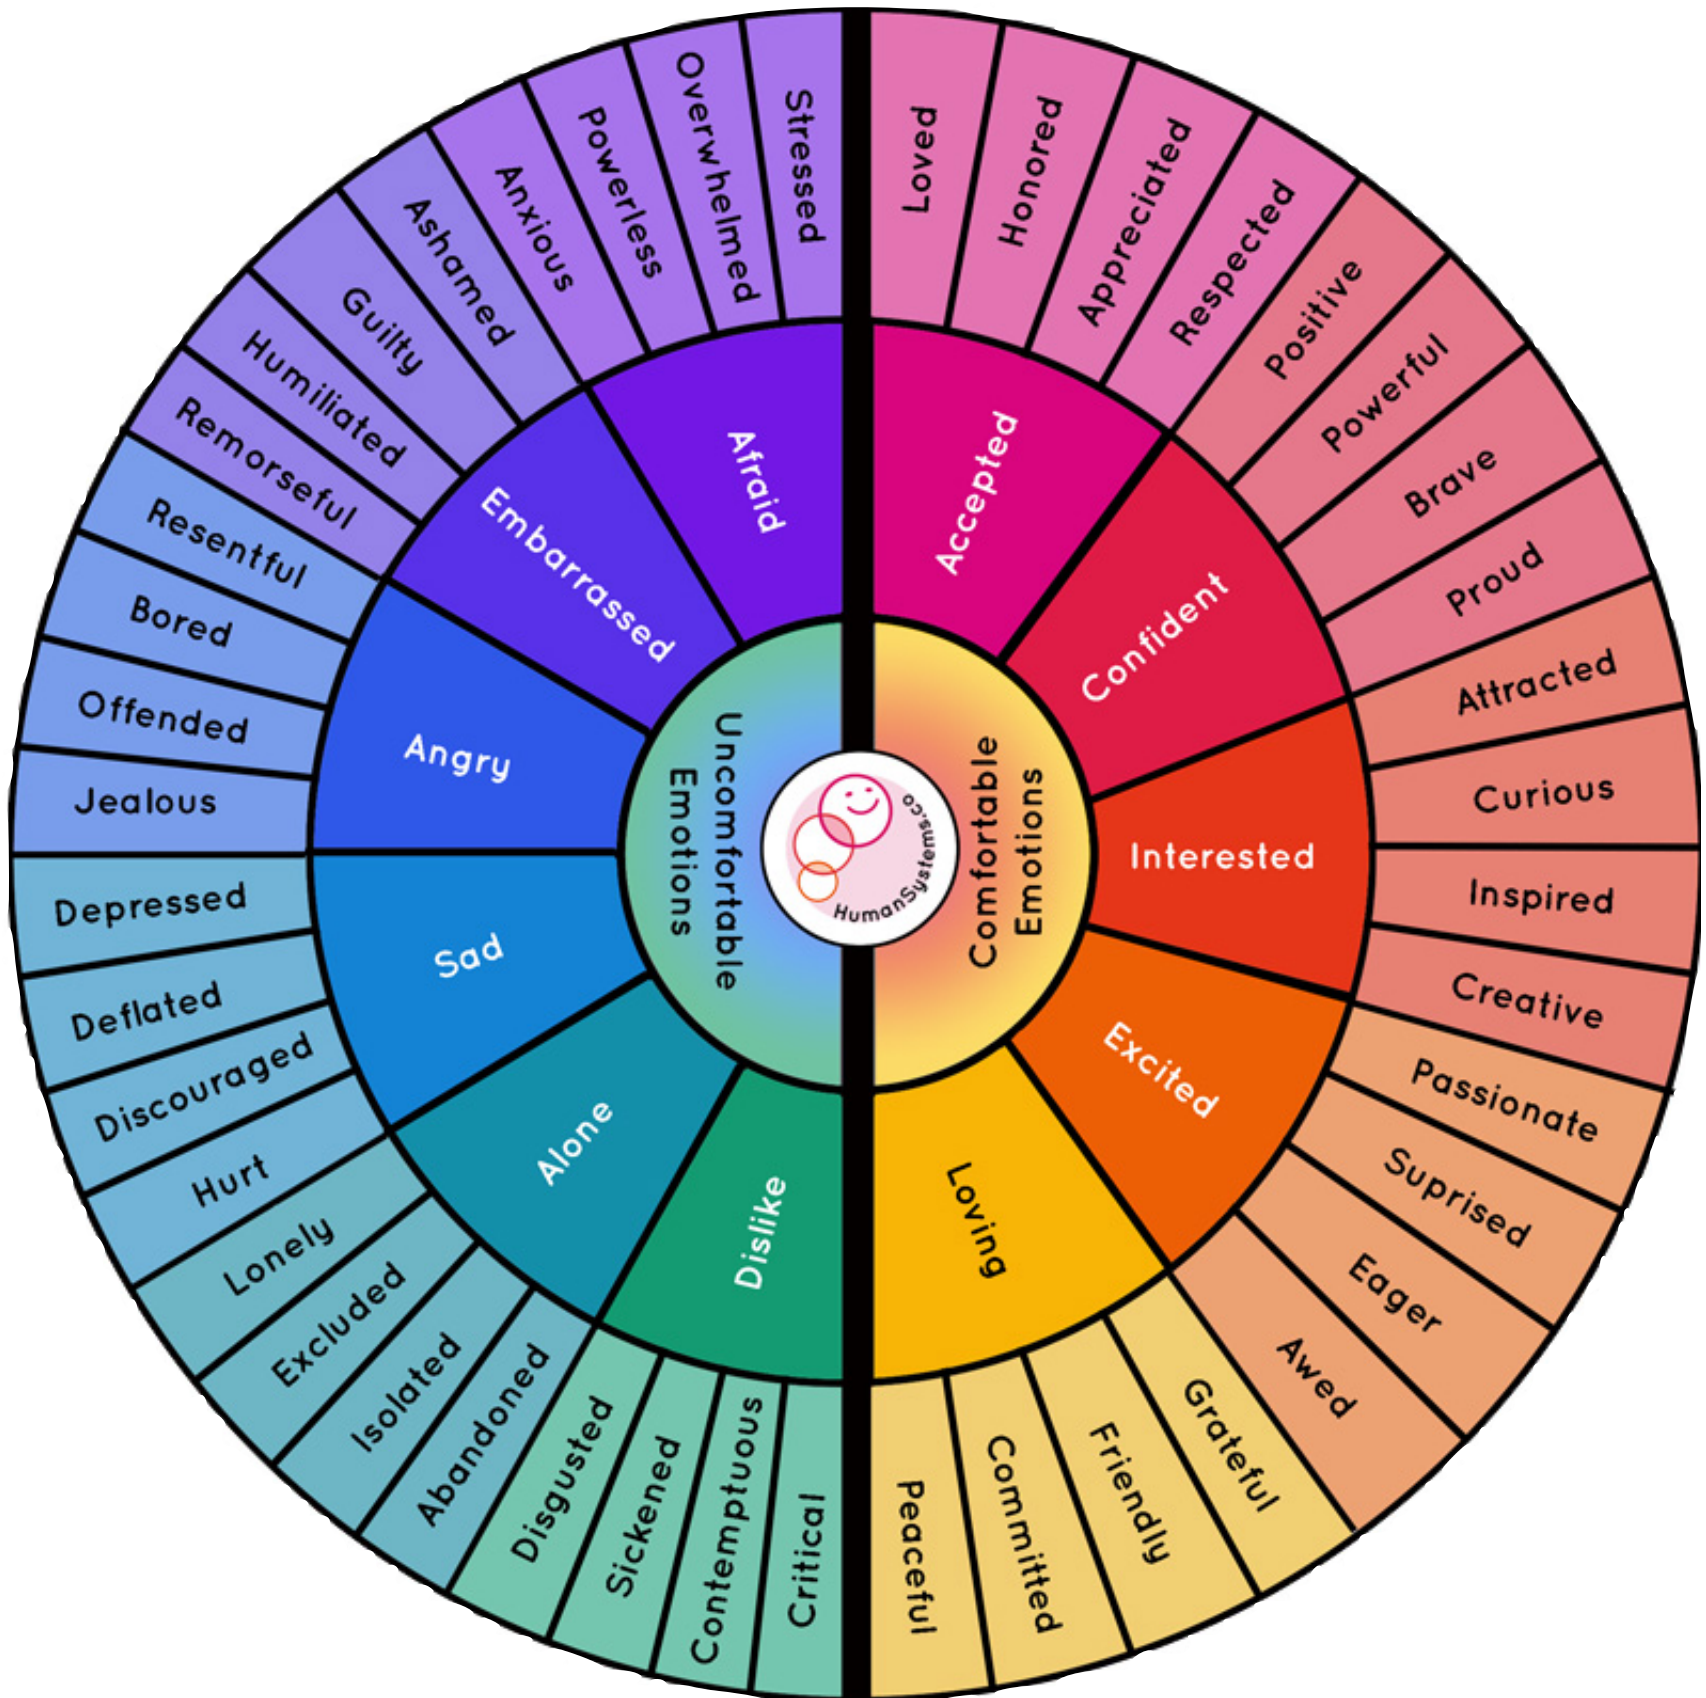 Uncomfortable
Emotions
Comfortable
Emotions
HumanSystems.co
Accepted
Confident
Interested
Excited
Loving
Dislike
Alone
Sad
Angry
Embarrassed
Afraid
Loved
Honored
Appreciated
Respected
Positive
Powerful
Brave
Proud
Attracted
Curious
Inspired
Creative
Passionate
Suprised
Eager
Awed
Grateful
Friendly
Committed
Peaceful
Critical
Contemptuous
Sickened
Disgusted
Abandoned
Isolated
Excluded
Lonely
Hurt
Discouraged
Deflated
Depressed
Jealous
Offended
Bored
Resentful
Remorseful
Humiliated
Guilty
Ashamed
Anxious
Powerless
Overwhelmed
Stressed